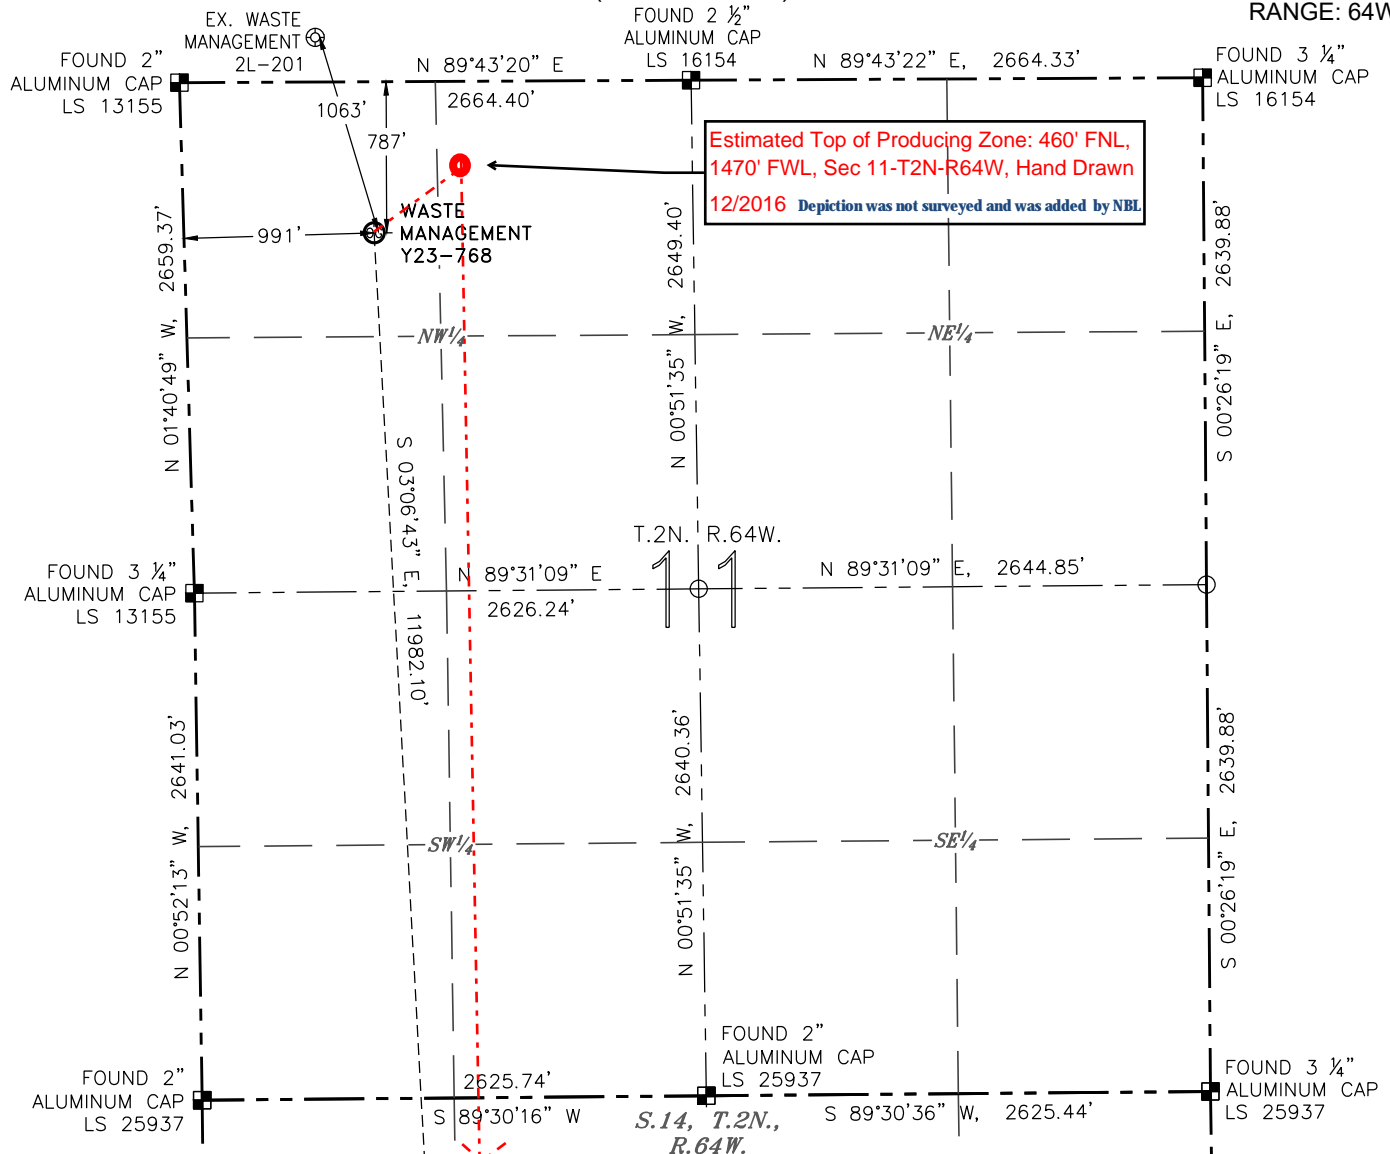 RANGE: 64W
EX. WASTE
MANAGEMENT
2L-201
FOUND 2"
ALUMINUM CAP
LS 13155
N 89°43'20" E
2664.40'
FOUND 2 ½"
ALUMINUM CAP
LS 16154
N 89°43'22" E, 2664.33'
FOUND 3 ¼"
ALUMINUM CAP
LS 16154
1063'
787'
Estimated Top of Producing Zone: 460' FNL,
1470' FWL, Sec 11-T2N-R64W, Hand Drawn
12/2016 Depiction was not surveyed and was added by NBL
991'
WASTE
MANAGEMENT
Y23-768
N 01°40'49" W, 2659.37'
NW¼
N 00°51'35" W, 2649.40'
NE¼
S 00°26'19" E, 2639.88'
S 03°06'43" E, 11982.10'
T.2N. R.64W.
11
FOUND 3 ¼"
ALUMINUM CAP
LS 13155
N 89°31'09" E
2626.24'
N 89°31'09" E, 2644.85'
N 00°52'13" W, 2641.03'
SW¼
N 00°51'35" W, 2640.36'
SE¼
S 00°26'19" E, 2639.88'
FOUND 2"
ALUMINUM CAP
LS 25937
2625.74'
S 89°30'16" W
FOUND 2"
ALUMINUM CAP
LS 25937
S 89°30'36" W, 2625.44'
FOUND 3 ¼"
ALUMINUM CAP
LS 25937
S.14, T.2N.,
R.64W.